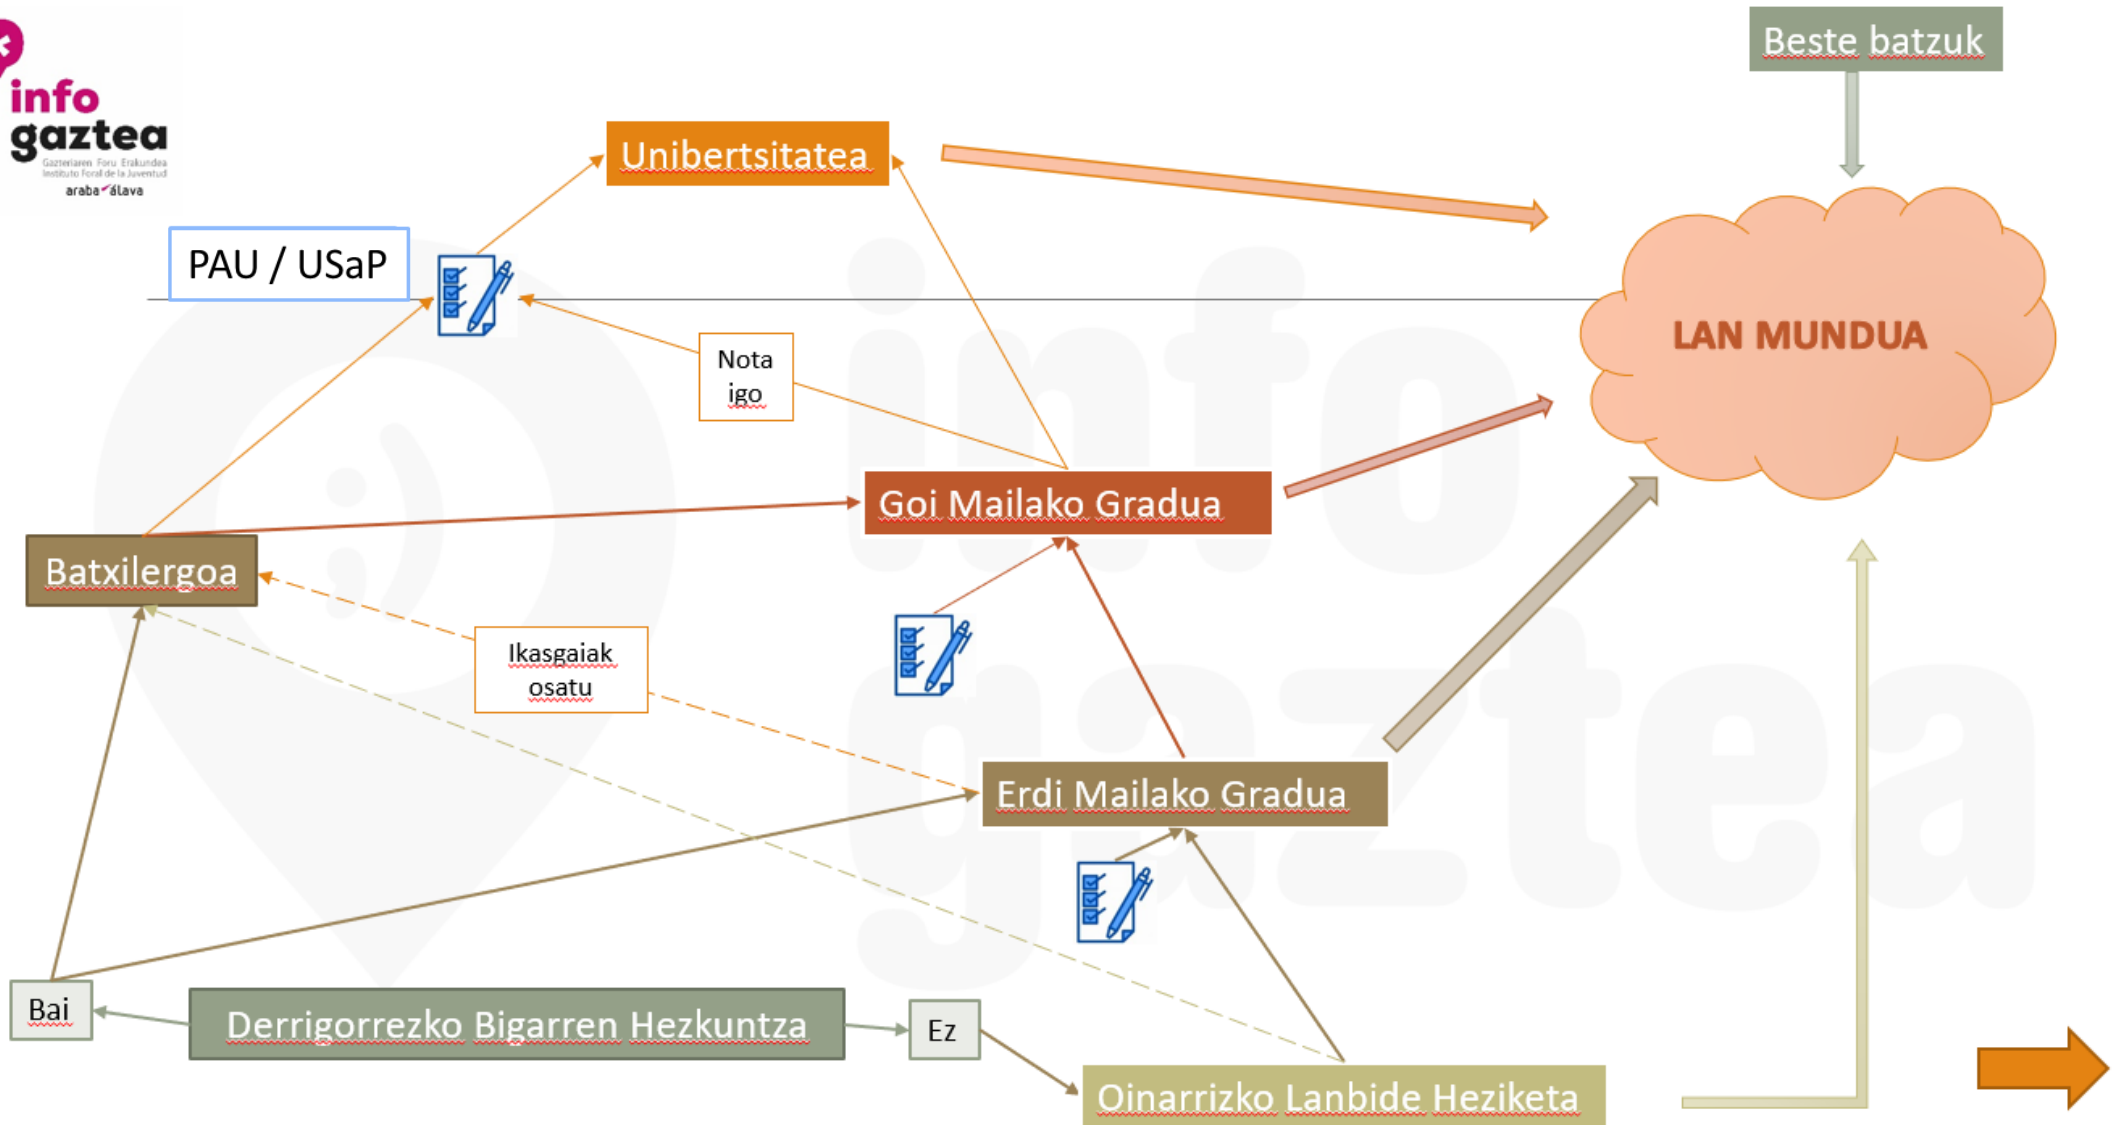 Beste batzuk
info
gaztea
Gazteriaren Foru Erakundea
Instituto Foral de la Juventud
araba álava
Unibertsitatea
PAU / USaP
LAN MUNDUA
Nota
igo
Goi Mailako Gradua
Batxilergoa
Ikasgaiak
osatu
Erdi Mailako Gradua
Bai
Derrigorrezko Bigarren Hezkuntza
Ez
Oinarrizko Lanbide Heziketa
info
gaztea